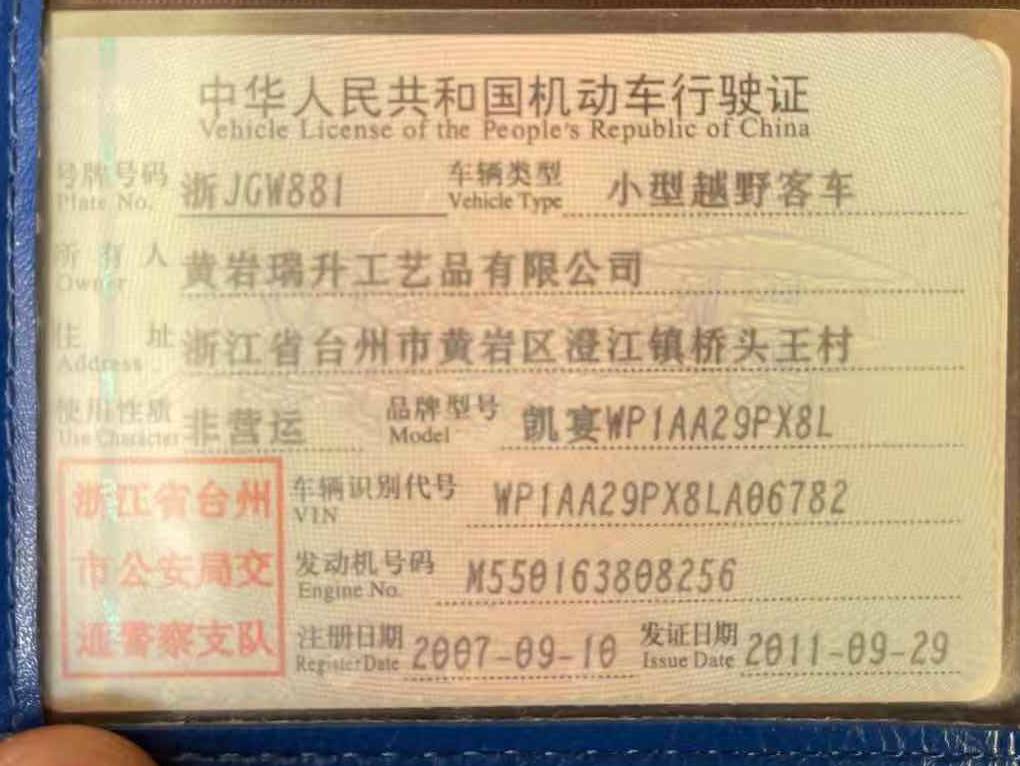 中华人民共和国机动车行驶证
Vehicle License of the People's Republic of China
号牌号码 浙JGW881 车辆类型 小型越野客车
Plate No. Vehicle Type
所有人 黄岩瑞升工艺品有限公司
Owner
住址 浙江省台州市黄岩区澄江镇桥头王村
Address
使用性质 非营运 品牌型号 凯宴WP1AA29PX8L
Use Character Model
浙江省台州 车辆识别代号 WP1AA29PX8LA06782
VIN
市公安局交 发动机号码 M550163808256
Engine No.
通警察支队 注册日期 2007-09-10 发证日期 2011-09-29
Register Date Issue Date